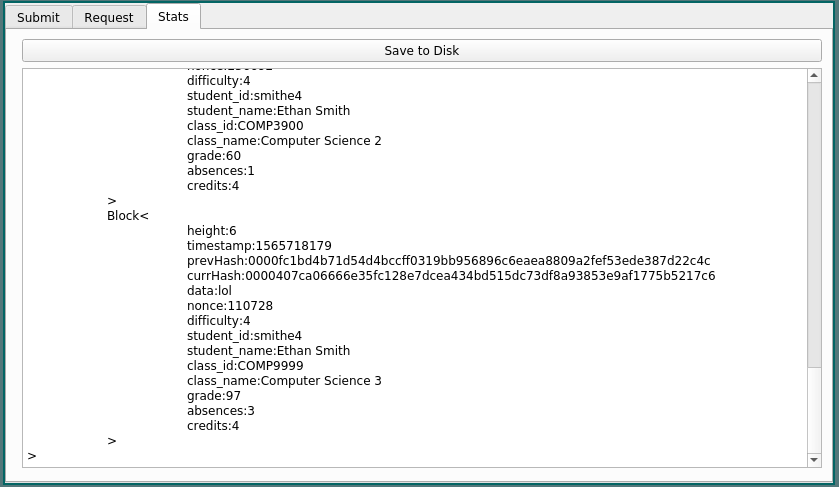 Submit
Request
Stats
Save to Disk
difficulty:4
student_id:smithe4
student_name:Ethan Smith
class_id:COMP3900
class_name:Computer Science 2
grade:60
absences:1
credits:4
>
Block<
height:6
timestamp:1565718179
prevHash:0000fc1bd4b71d54d4bccff0319bb956896c6eaea8809a2fef53ede387d22c4c
currHash:0000407ca06666e35fc128e7dcea434bd515dc73df8a93853e9af1775b5217c6
data:lol
nonce:110728
difficulty:4
student_id:smithe4
student_name:Ethan Smith
class_id:COMP9999
class_name:Computer Science 3
grade:97
absences:3
credits:4
>
>